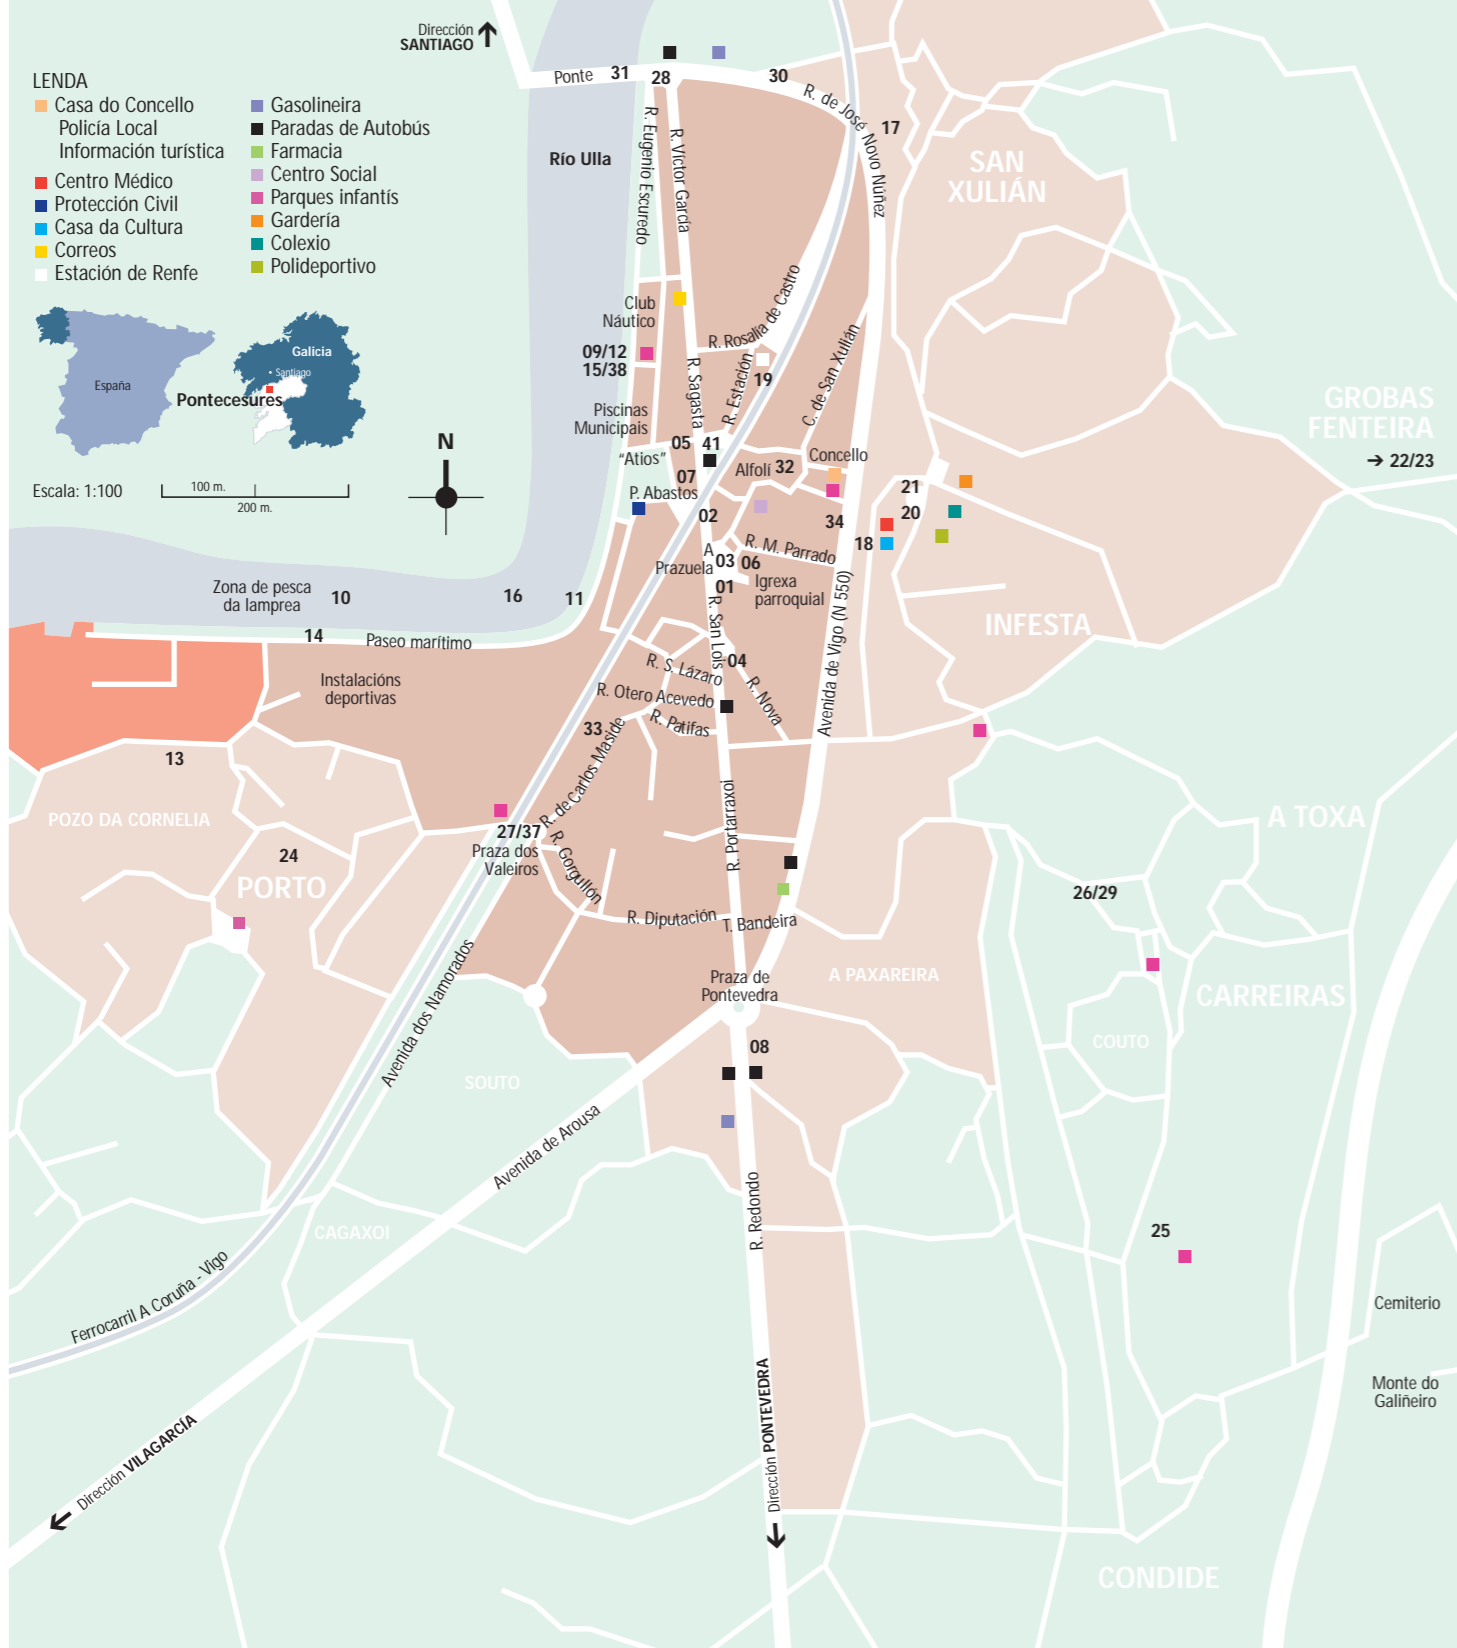 Dirección
SANTIAGO
LENDA
Casa do Concello
Policía Local
Información turística
Centro Médico
Protección Civil
Casa da Cultura
Correos
Estación de Renfe
Gasolineira
Paradas de Autobús
Farmacia
Centro Social
Parques infantís
Gardería
Colexio
Polideportivo
España
Galicia
Santiago
Pontecesures
Escala: 1:100
100 m.
200 m.
N
Ponte
31
28
30
R. de José Novo Núñez
17
Río Ulla
R. Eugenio Escuredo
R. Víctor García
SAN
XULIÁN
Club
Náutico
09/12
15/38
R. Rosalía de Castro
R. Sagasta
R. Estación
19
C. de San Xulián
Piscinas
Municipais
05
41
"Atios"
07
Alfolí
32
Concello
P. Abastos
02
34
21
20
18
GROBAS
FENTEIRA
→ 22/23
A
Prazuela
03
06
R. M. Parrado
01
Igrexa
parroquial
Zona de pesca
da lamprea
10
16
11
14
Paseo marítimo
R. San Lois
Avenida de Vigo (N 550)
INFESTA
Instalacións
deportivas
R. S. Lázaro
04
R. Otero Acevedo
R. Nova
R. Patifas
33
R. de Carlos Maside
13
POZO DA CORNELIA
24
PORTO
27/37
Praza dos
Valeiros
R. Gorgullón
R. Portarraxoi
A TOXA
26/29
R. Diputación
T. Bandeira
Avenida dos Namorados
Praza de
Pontevedra
A PAXAREIRA
CARREIRAS
COUTO
08
SOUTO
Avenida de Arousa
R. Redondo
CAGAXOI
25
Ferrocarril A Coruña - Vigo
Cemiterio
Monte do
Galiñeiro
Dirección VILAGARCÍA
Dirección PONTEVEDRA
CONDIDE